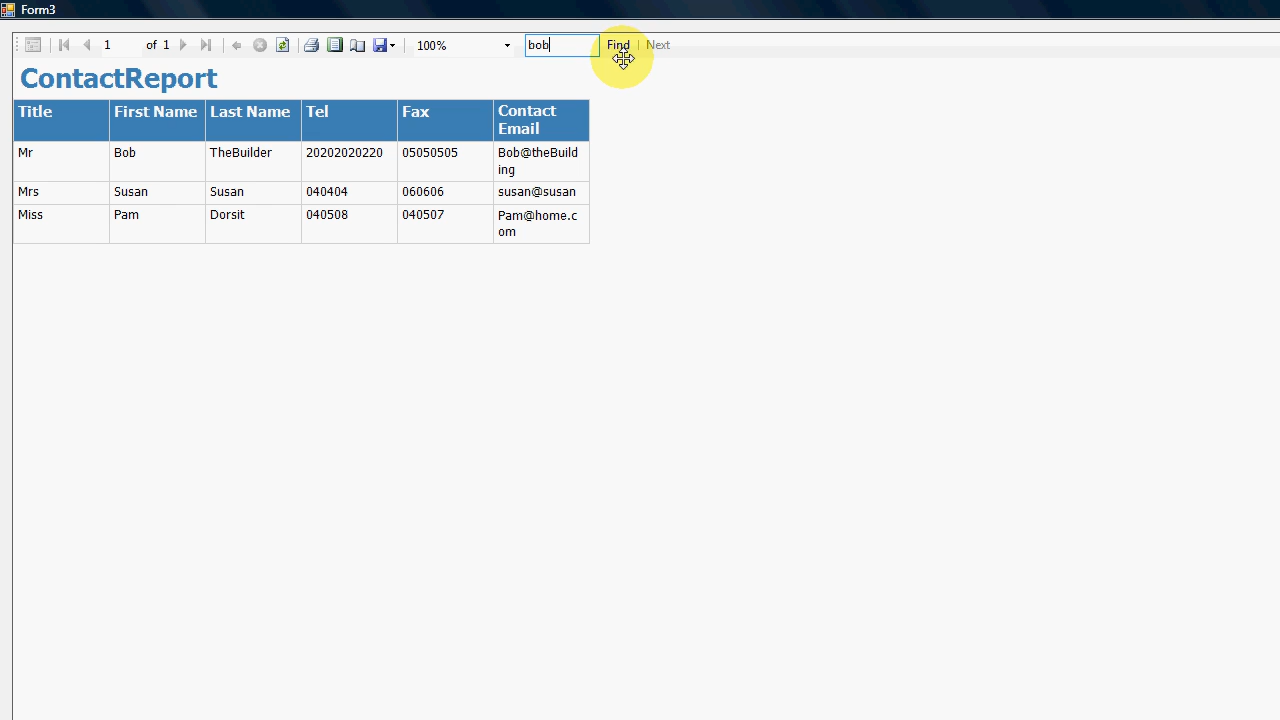 Form3
1 of 1 100% bob Find Next
ContactReport
Title First Name Last Name Tel Fax Contact
Email
Mr Bob TheBuilder 20202020220 05050505 Bob@theBuild
ing
Mrs Susan Susan 040404 060606 susan@susan
Miss Pam Dorsit 040508 040507 Pam@home.c
om